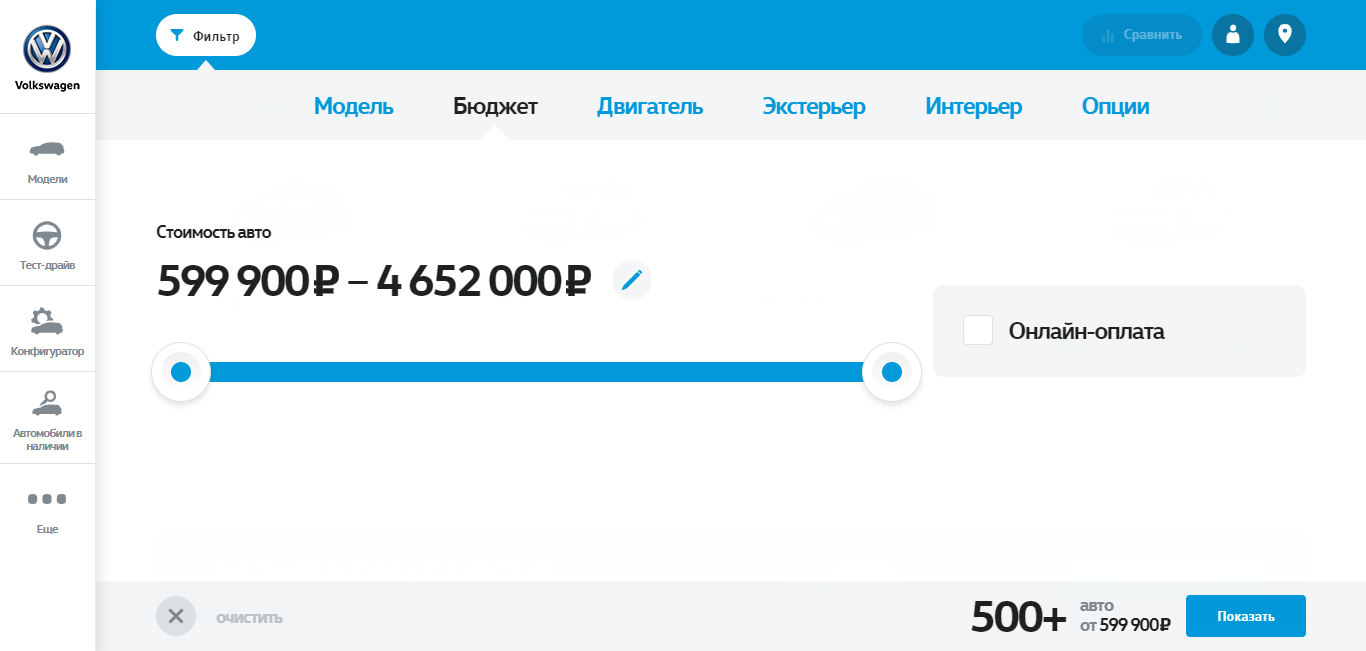 Фильтр
Сравнить
Volkswagen
Модель
Бюджет
Двигатель
Экстерьер
Интерьер
Опции
Модели
Тест-драйв
Конфигуратор
Автомобили в
наличии
Еще
Стоимость авто
599 900 ₽ – 4 652 000 ₽
Онлайн-оплата
ОЧИСТИТЬ
500+
авто
от 599 900 ₽
Показать